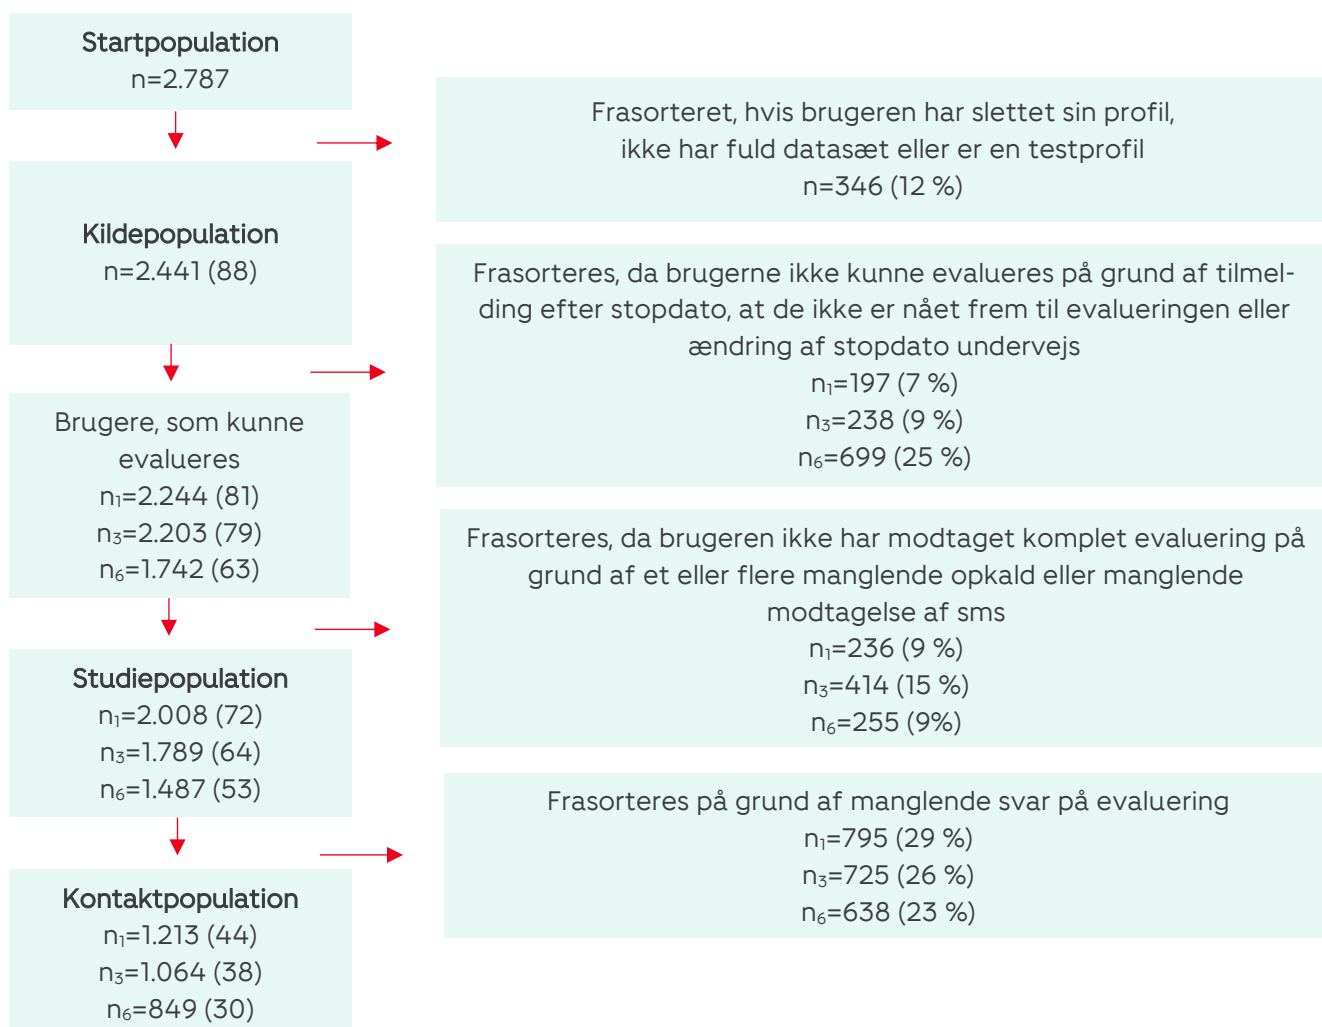 Startpopulation
n=2.787
Frasorteret, hvis brugeren har slettet sin profil,
ikke har fuld datasæt eller er en testprofil
n=346 (12 %)
Kildepopulation
n=2.441 (88)
Frasorteres, da brugerne ikke kunne evalueres på grund af tilmel-
ding efter stopdato, at de ikke er nået frem til evalueringen eller
ændring af stopdato undervejs
n₁=197 (7 %)
n₃=238 (9 %)
n₆=699 (25 %)
Brugere, som kunne
evalueres
n₁=2.244 (81)
n₃=2.203 (79)
n₆=1.742 (63)
Frasorteres, da brugeren ikke har modtaget komplet evaluering på
grund af et eller flere manglende opkald eller manglende
modtagelse af sms
n₁=236 (9 %)
n₃=414 (15 %)
n₆=255 (9%)
Studiepopulation
n₁=2.008 (72)
n₃=1.789 (64)
n₆=1.487 (53)
Frasorteres på grund af manglende svar på evaluering
n₁=795 (29 %)
n₃=725 (26 %)
n₆=638 (23 %)
Kontaktpopulation
n₁=1.213 (44)
n₃=1.064 (38)
n₆=849 (30)